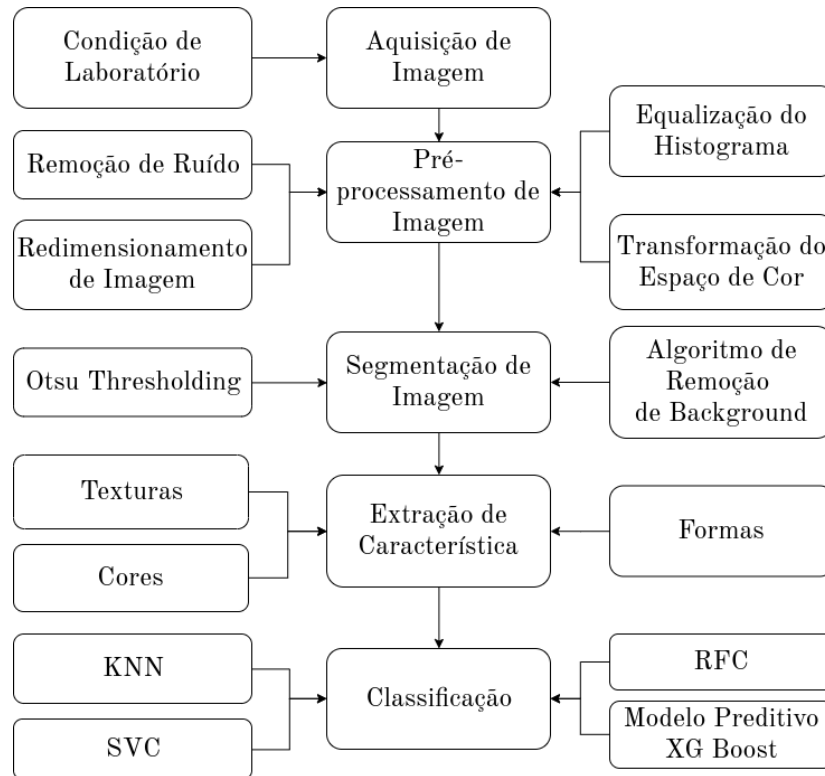 Condição de
Laboratório
Aquisição de
Imagem
Equalização do
Histograma
Remoção de Ruído
Pré-
processamento de
Imagem
Redimensionamento
de Imagem
Transformação do
Espaço de Cor
Otsu Thresholding
Segmentação de
Imagem
Algoritmo de
Remoção
de Background
Texturas
Extração de
Característica
Formas
Cores
KNN
Classificação
RFC
SVC
Modelo Preditivo
XG Boost